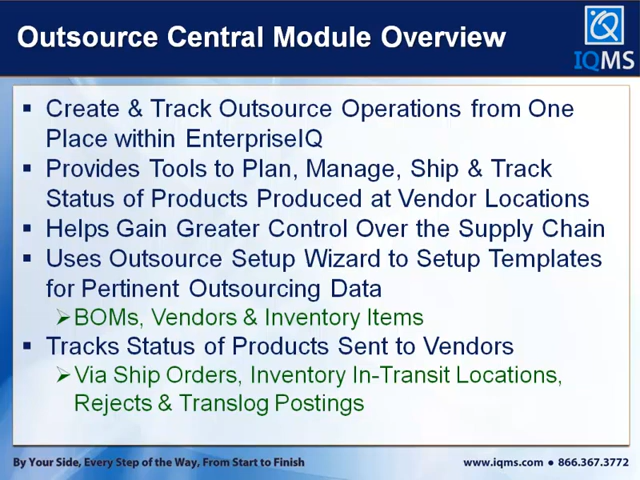 Outsource Central Module Overview
IQMS
▪ Create & Track Outsource Operations from One
Place within EnterpriseIQ
▪ Provides Tools to Plan, Manage, Ship & Track
Status of Products Produced at Vendor Locations
▪ Helps Gain Greater Control Over the Supply Chain
▪ Uses Outsource Setup Wizard to Setup Templates
for Pertinent Outsourcing Data
➢BOMs, Vendors & Inventory Items
▪ Tracks Status of Products Sent to Vendors
➢Via Ship Orders, Inventory In-Transit Locations,
Rejects & Translog Postings
By Your Side, Every Step of the Way, From Start to Finish
www.iqms.com ● 866.367.3772